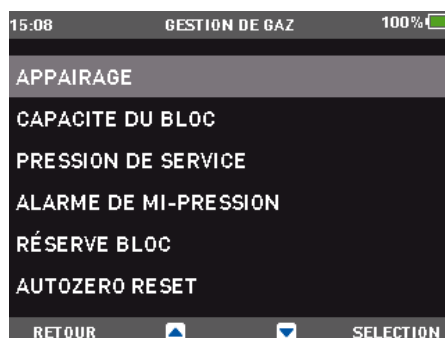 15:08 GESTION DE GAZ 100%
APPAIRAGE
CAPACITE DU BLOC
PRESSION DE SERVICE
ALARME DE MI-PRESSION
RÉSERVE BLOC
AUTOZERO RESET
RETOUR SELECTION